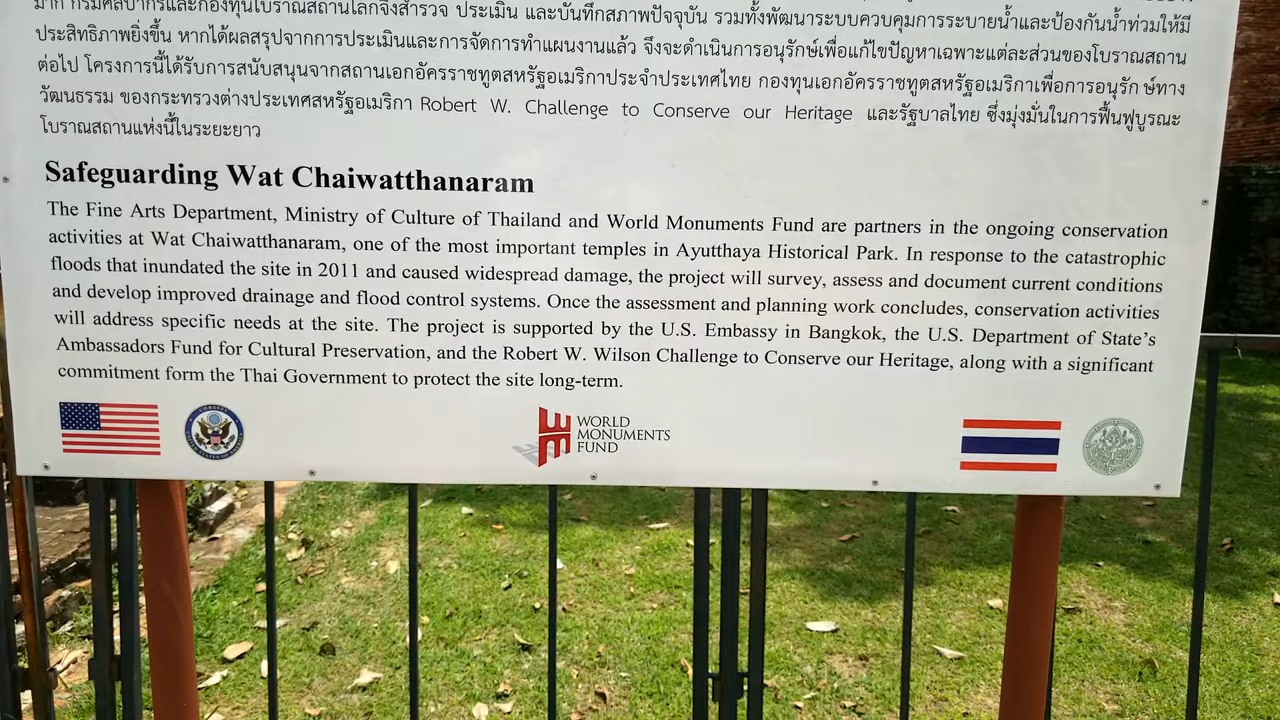 มาก กรมศิลปากรและกองทุนโบราณสถานโลกจึงสำรวจ ประเมิน และบันทึกสภาพปัจจุบัน รวมทั้งพัฒนาระบบควบคุมการระบายน้ำและป้องกันน้ำท่วมให้มี
ประสิทธิภาพยิ่งขึ้น หากได้ผลสรุปจากการประเมินและการจัดการทำแผนงานแล้ว จึงจะดำเนินการอนุรักษ์เพื่อแก้ไขปัญหาเฉพาะแต่ละส่วนของโบราณสถาน
ต่อไป โครงการนี้ได้รับการสนับสนุนจากสถานเอกอัครราชทูตสหรัฐอเมริกาประจำประเทศไทย กองทุนเอกอัครราชทูตสหรัฐอเมริกาเพื่อการอนุรัก ษ์ทาง
วัฒนธรรม ของกระทรวงต่างประเทศสหรัฐอเมริกา Robert W. Challenge to Conserve our Heritage และรัฐบาลไทย ซึ่งมุ่งมั่นในการฟื้นฟูบูรณะ
โบราณสถานแห่งนี้ในระยะยาว
Safeguarding Wat Chaiwatthanaram
The Fine Arts Department, Ministry of Culture of Thailand and World Monuments Fund are partners in the ongoing conservation
activities at Wat Chaiwatthanaram, one of the most important temples in Ayutthaya Historical Park. In response to the catastrophic
floods that inundated the site in 2011 and caused widespread damage, the project will survey, assess and document current conditions
and develop improved drainage and flood control systems. Once the assessment and planning work concludes, conservation activities
will address specific needs at the site. The project is supported by the U.S. Embassy in Bangkok, the U.S. Department of State's
Ambassadors Fund for Cultural Preservation, and the Robert W. Wilson Challenge to Conserve our Heritage, along with a significant
commitment form the Thai Government to protect the site long-term.
WORLD
MONUMENTS
FUND